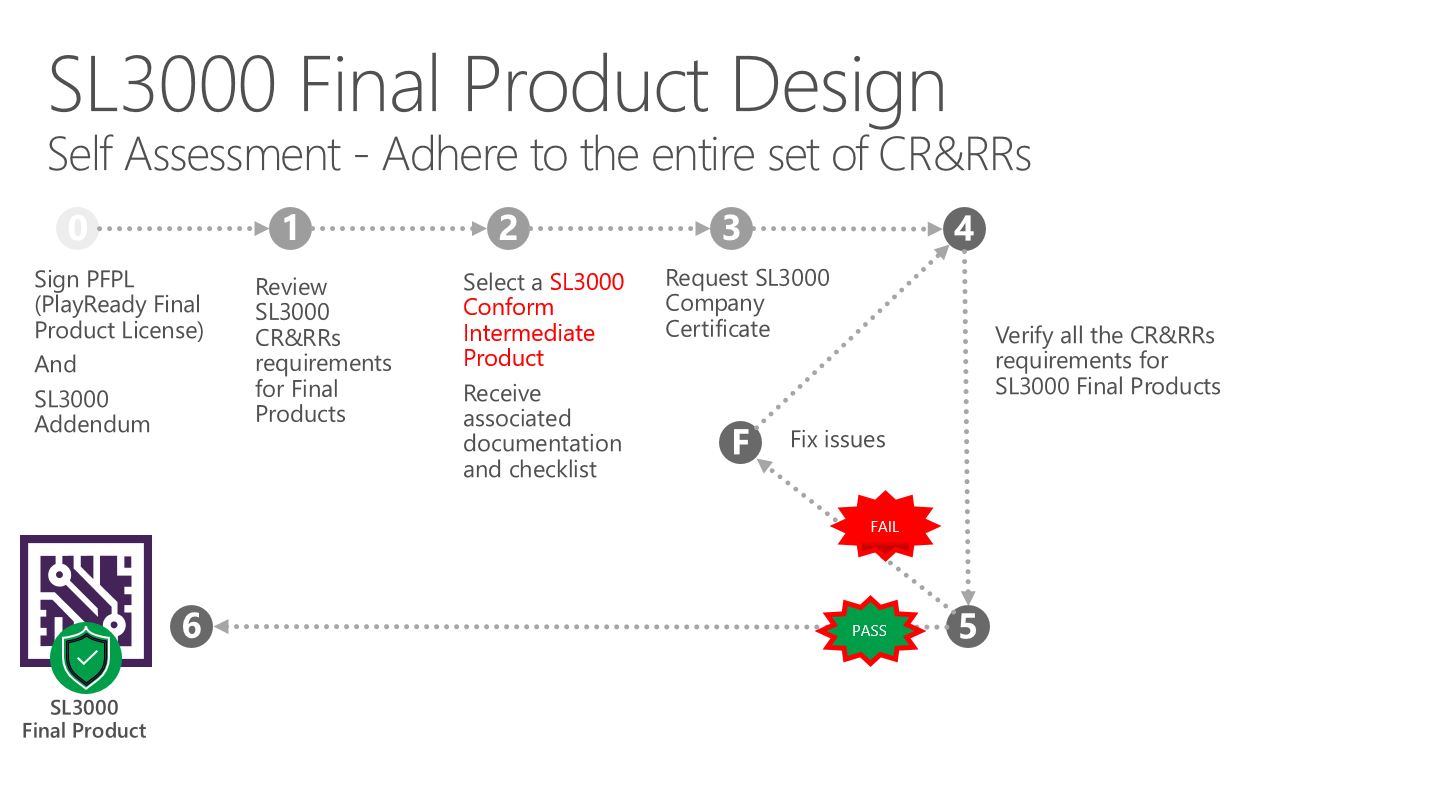 SL3000 Final Product Design
Self Assessment - Adhere to the entire set of CR&RRs
0
1
2
3
4
Sign PFPL
(PlayReady Final
Product License)
And
SL3000
Addendum
Review
SL3000
CR&RRs
requirements
for Final
Products
Select a SL3000
Conform
Intermediate
Product
Receive
associated
documentation
and checklist
Request SL3000
Company
Certificate
Verify all the CR&RRs
requirements for
SL3000 Final Products
F
Fix issues
FAIL
6
PASS
5
SL3000
Final Product